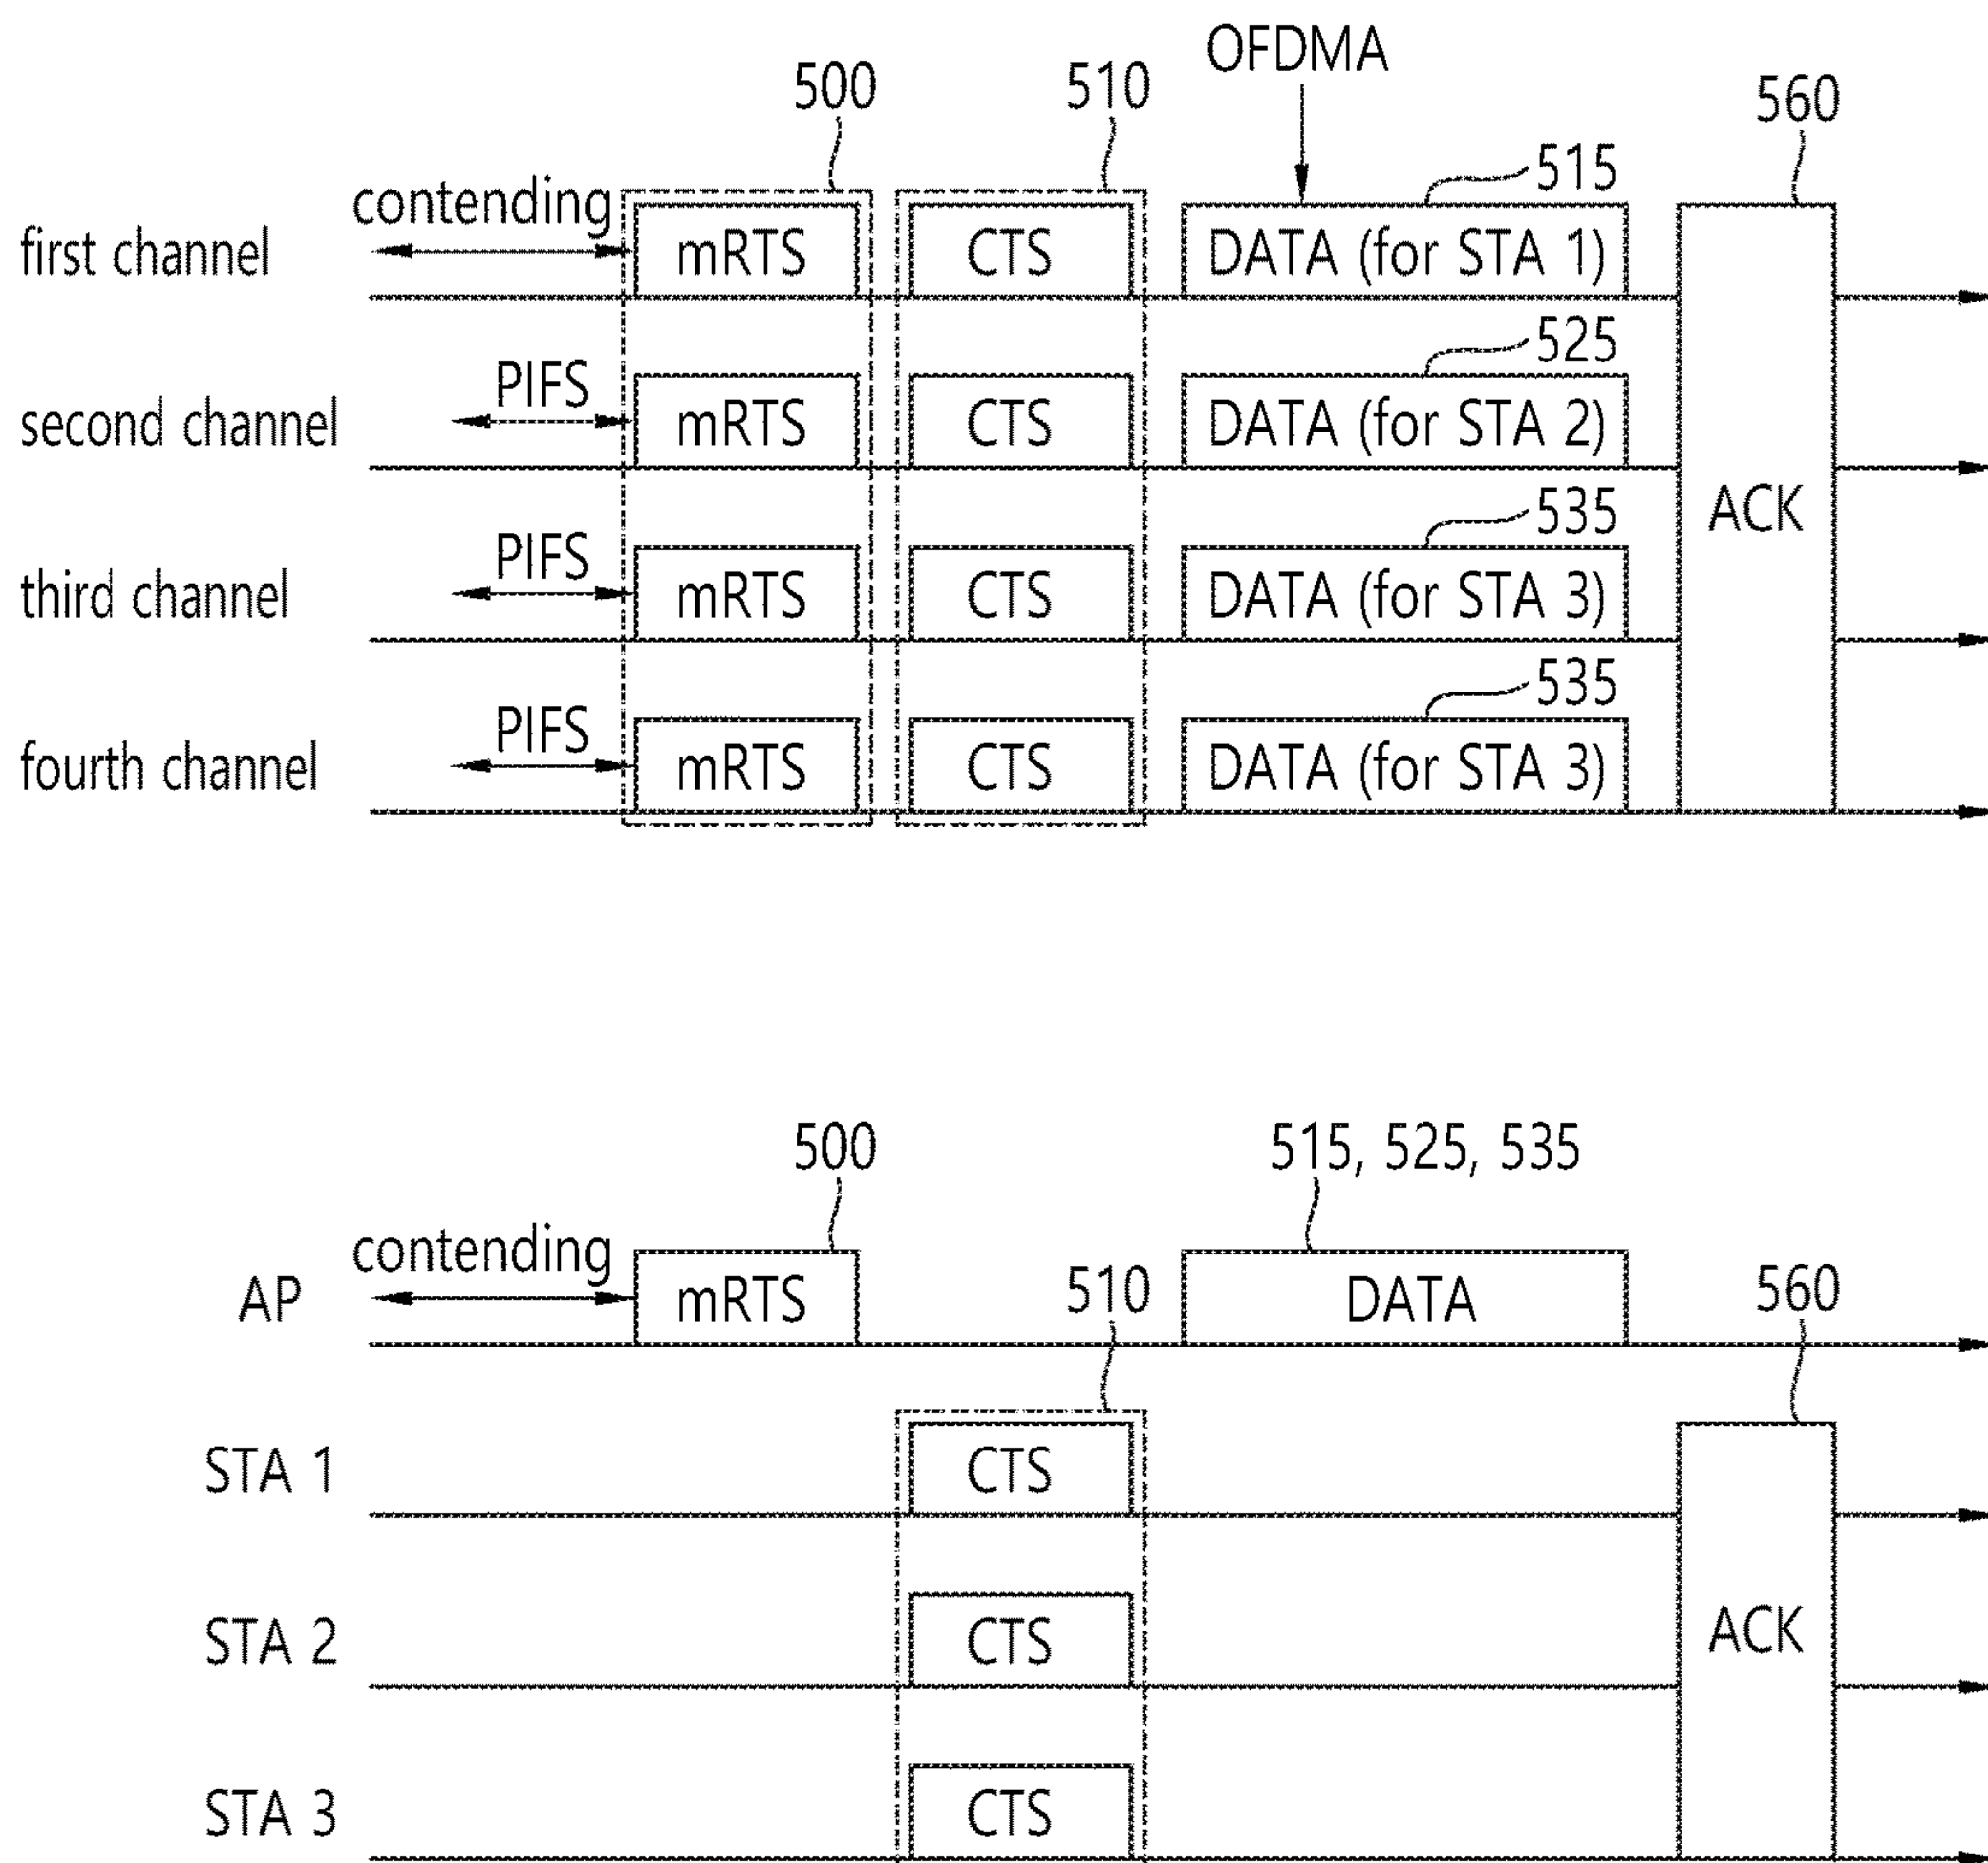 OFDMA
500
510
560
515
contending
first channel
mRTS
CTS
DATA (for STA 1)
525
PIFS
second channel
mRTS
CTS
DATA (for STA 2)
ACK
535
PIFS
third channel
mRTS
CTS
DATA (for STA 3)
535
PIFS
fourth channel
mRTS
CTS
DATA (for STA 3)
500
515, 525, 535
contending
510
560
AP
mRTS
DATA
STA 1
CTS
STA 2
CTS
ACK
STA 3
CTS